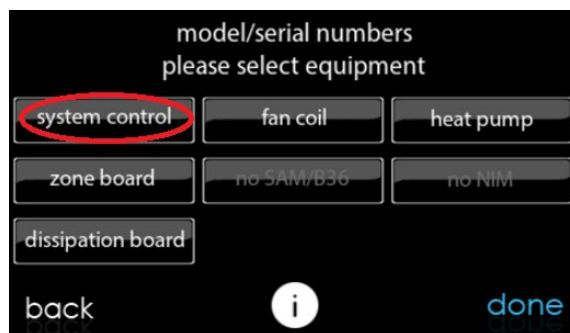 model/serial numbers
please select equipment
system control
fan coil
heat pump
zone board
no SAM/B36
no NIM
dissipation board
back
i
done